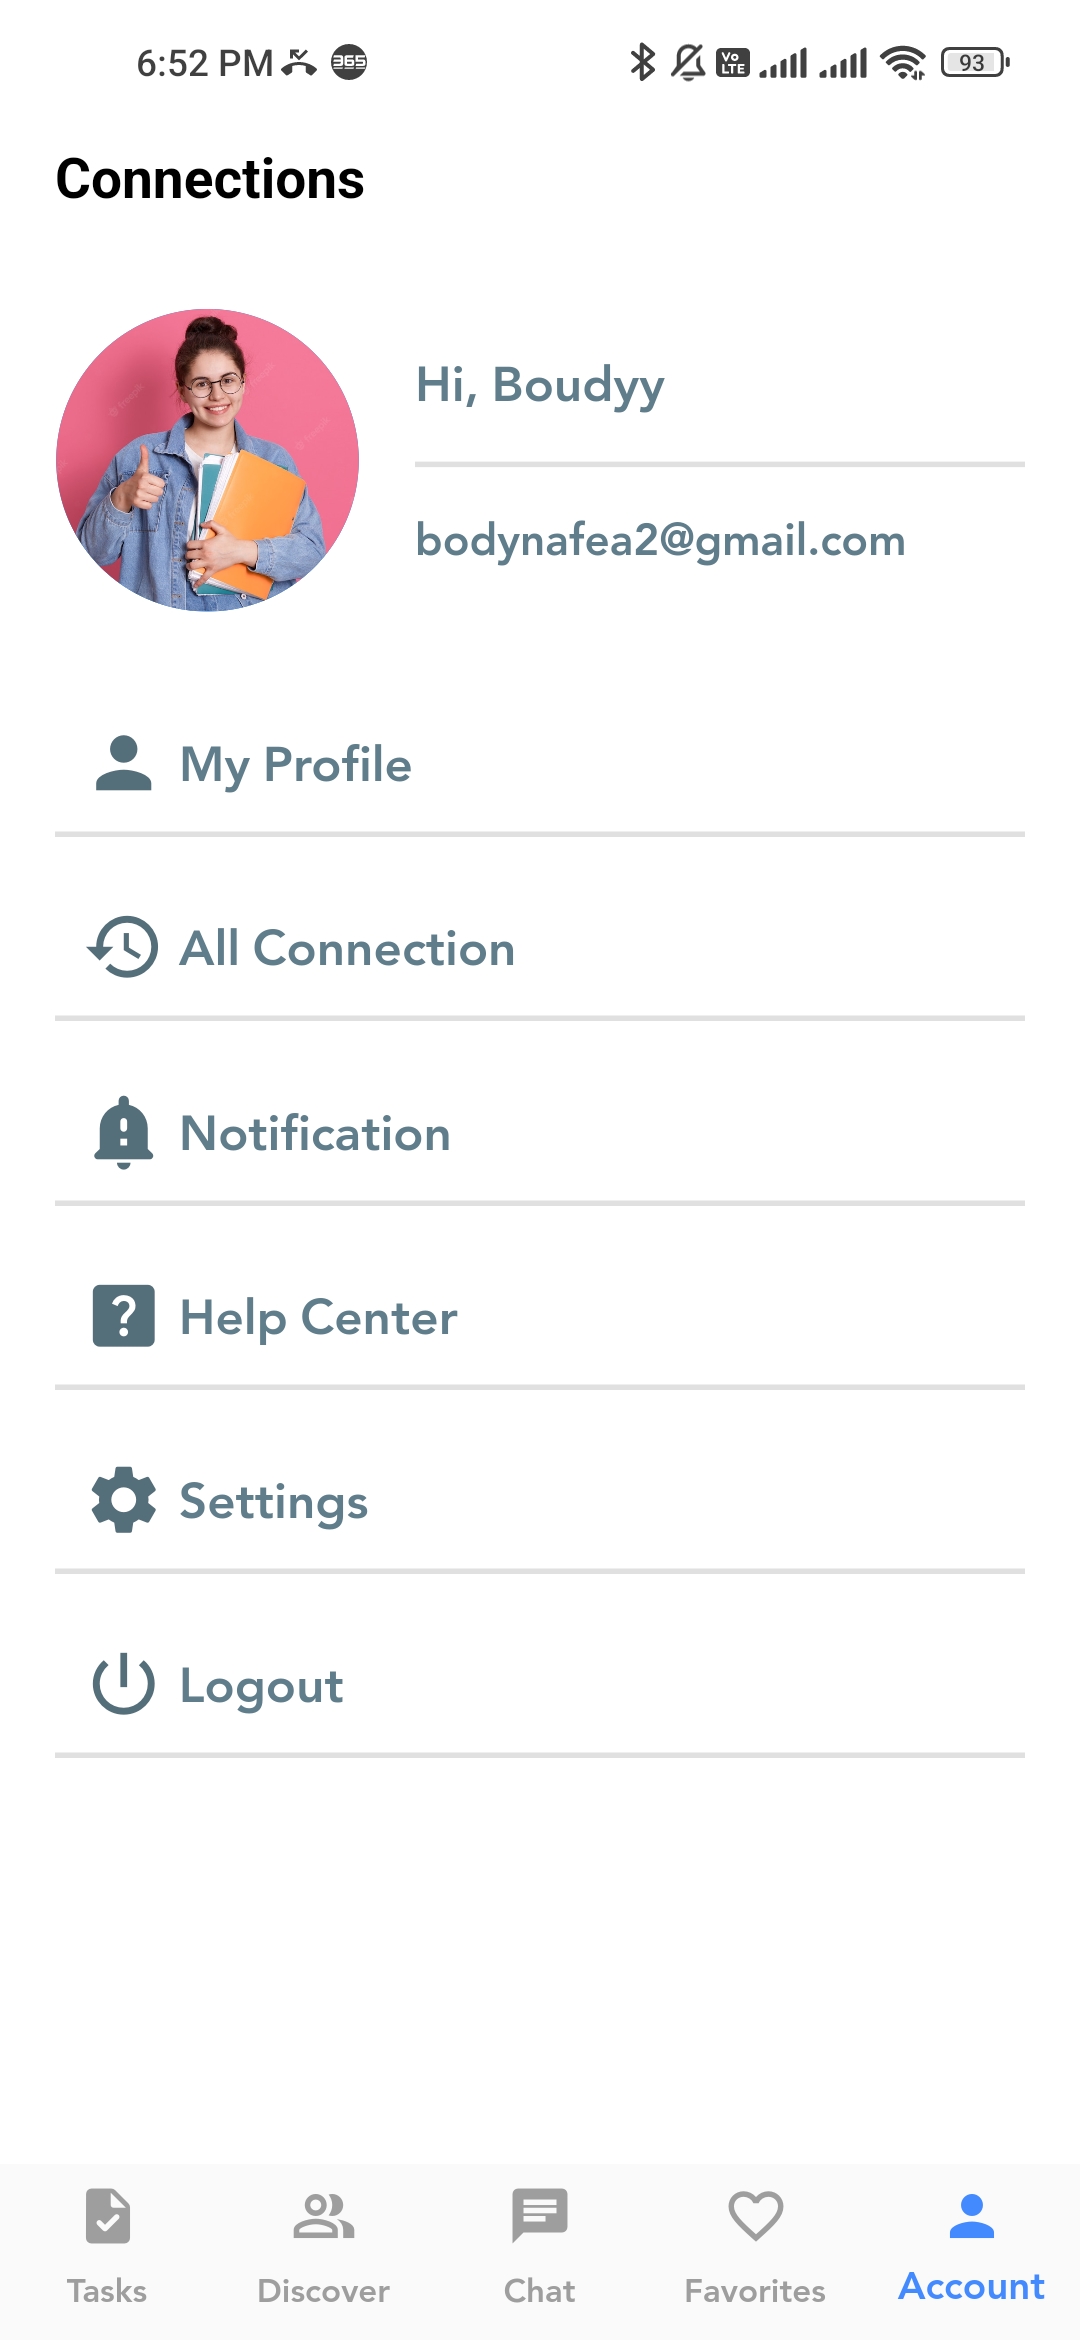 6:52 PM 365 Vo LTE 93
Connections
Hi, Boudyy
bodynafea2@gmail.com
My Profile
All Connection
Notification
Help Center
Settings
Logout
Tasks Discover Chat Favorites Account